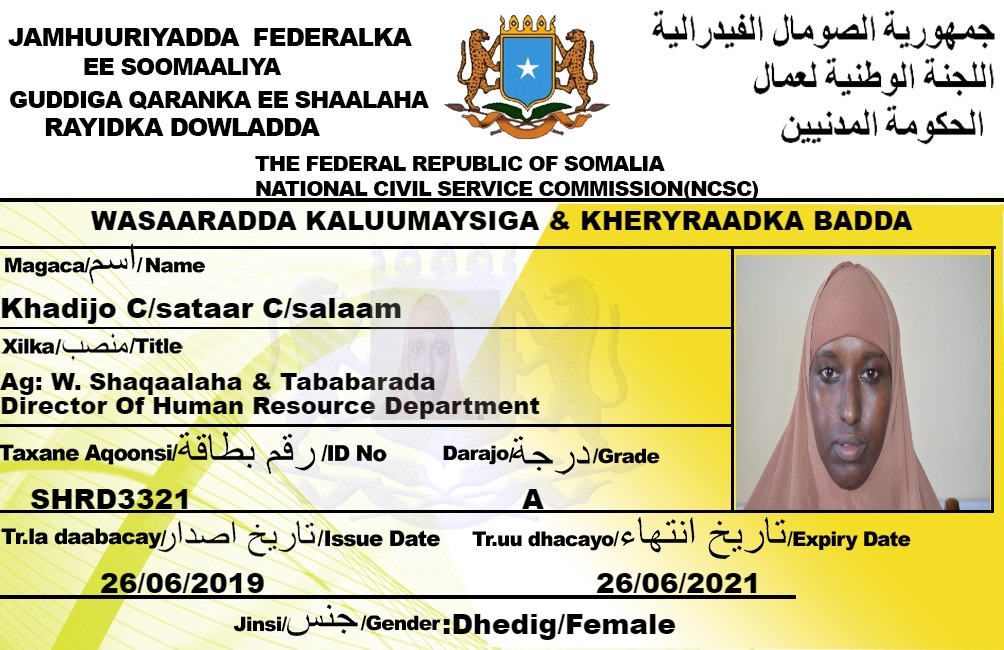 JAMHUURIYADDA FEDERALKA
EE SOOMAALIYA
GUDDIGA QARANKA EE SHAALAHA
RAYIDKA DOWLADDA
جمهورية الصومال الفيدرالية
اللجنة الوطنية لعمال
الحكومة المدنيين
THE FEDERAL REPUBLIC OF SOMALIA
NATIONAL CIVIL SERVICE COMMISSION(NCSC)
WASAARADDA KALUUMAYSIGA & KHERYRAADKA BADDA
Magaca/اسم/Name
Khadijo C/sataar C/salaam
Xilka/منصب/Title
Ag: W. Shaqaalaha & Tababarada
Director Of Human Resource Department
Taxane Aqoonsi/رقم بطاقة/ID No
Darajo/درجة/Grade
SHRD3321
A
Tr.la daabacay/تاريخ اصدار/Issue Date
Tr.uu dhacayo/تاريخ انتهاء/Expiry Date
26/06/2019
26/06/2021
Jinsi/جنس/Gender:Dhedig/Female